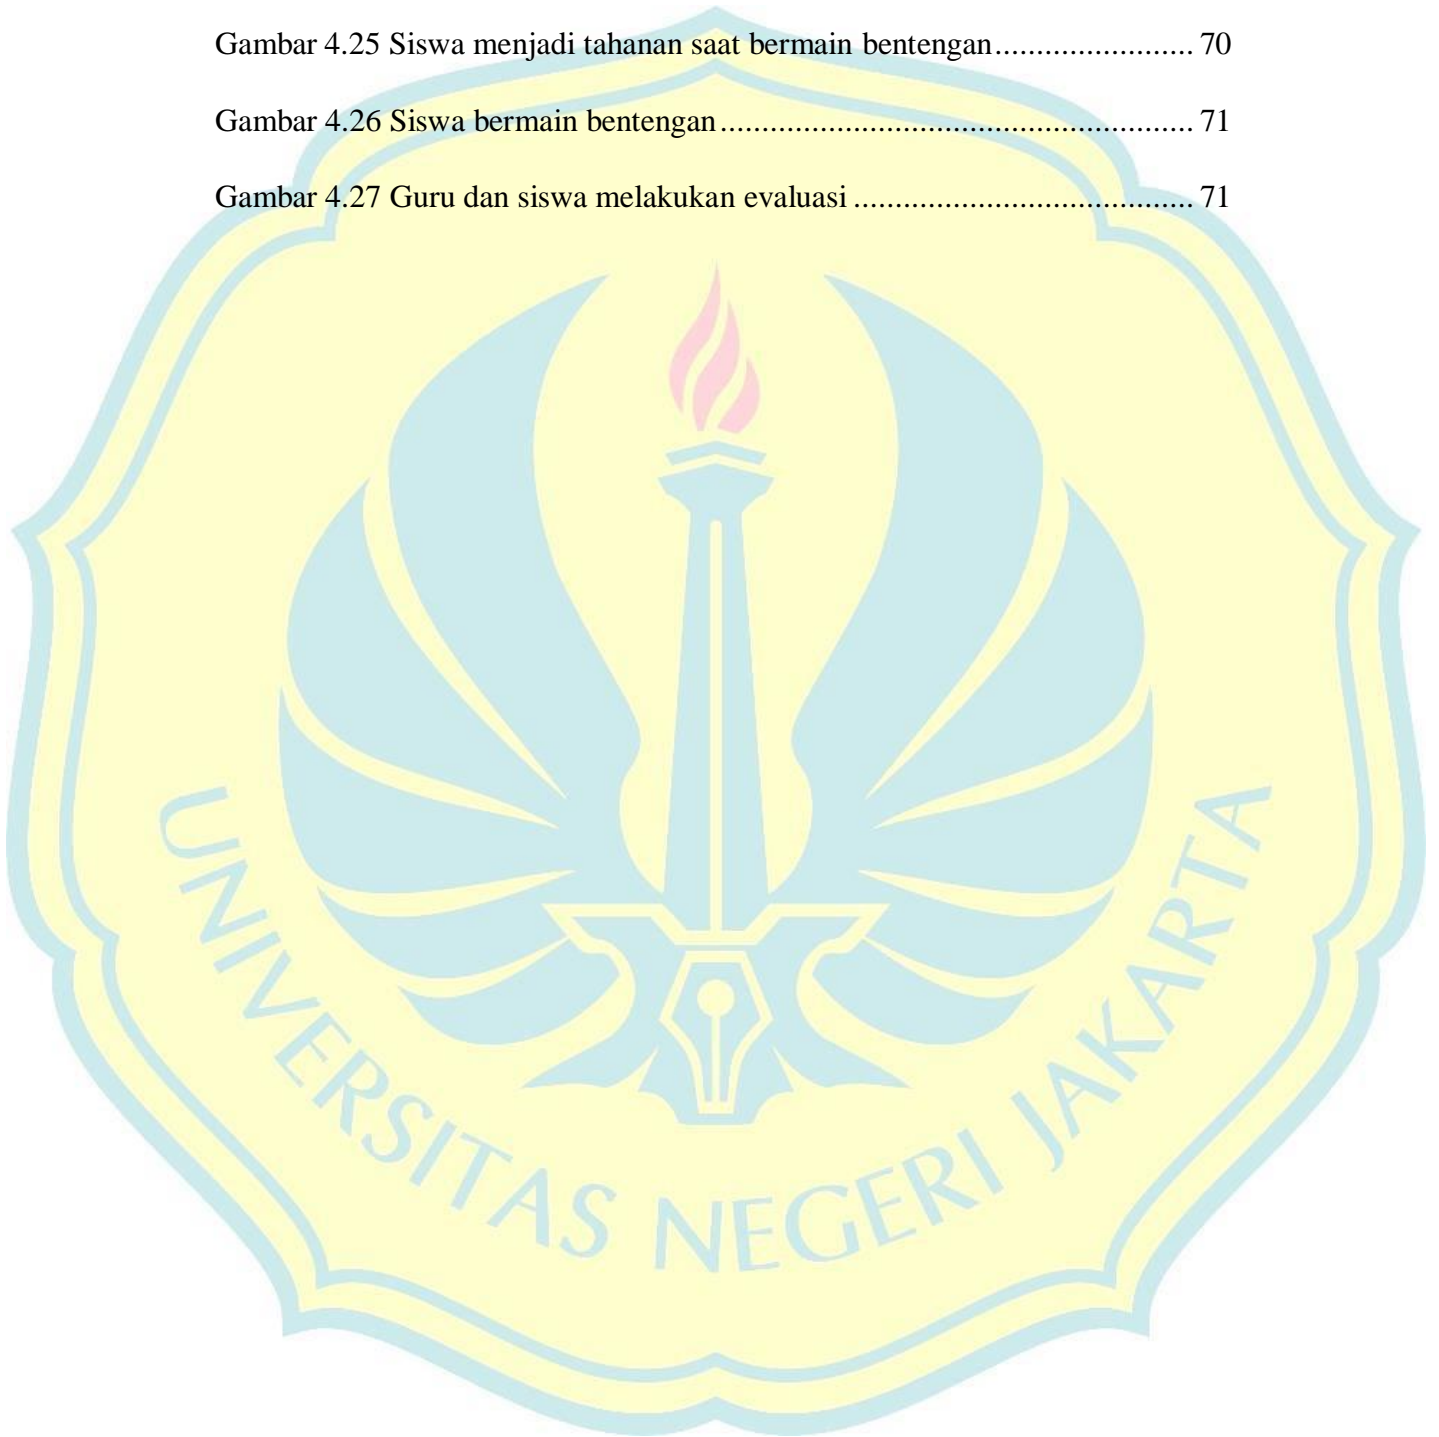 Gambar 4.25 Siswa menjadi tahanan saat bermain bentengan........................ 70
Gambar 4.26 Siswa bermain bentengan......................................................... 71
Gambar 4.27 Guru dan siswa melakukan evaluasi......................................... 71
UNIVERSITAS NEGERI JAKARTA